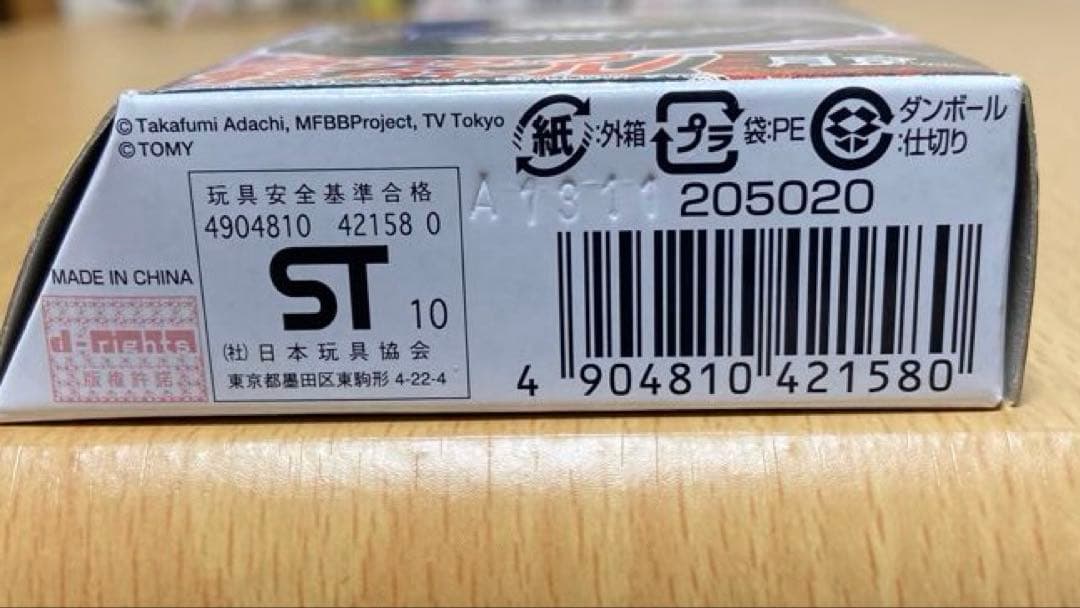 ©Takafumi Adachi, MFBBProject, TV Tokyo
©TOMY
紙:外箱
プラ 袋:PE
ダンボール
:仕切り
玩具安全基準合格
4904810 42158 0
ST 10
(社)日本玩具協会
東京都墨田区東駒形 4-22-4
MADE IN CHINA
d-rights
版権許諾
205020
4 904810 421580